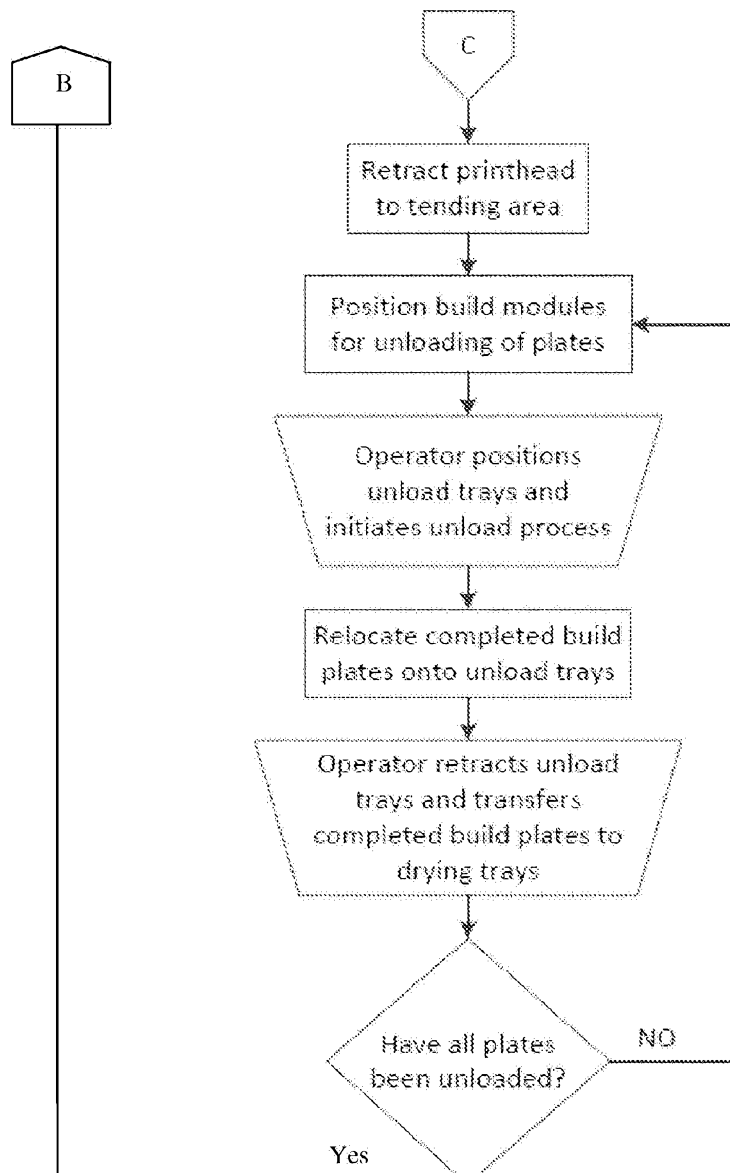 B
C
Retract printhead
to tending area
Position build modules
for unloading of plates
Operator positions
unload trays and
initiates unload process
Relocate completed build
plates onto unload trays
Operator retracts unload
trays and transfers
completed build plates to
drying trays
Have all plates
been unloaded?
NO
Yes